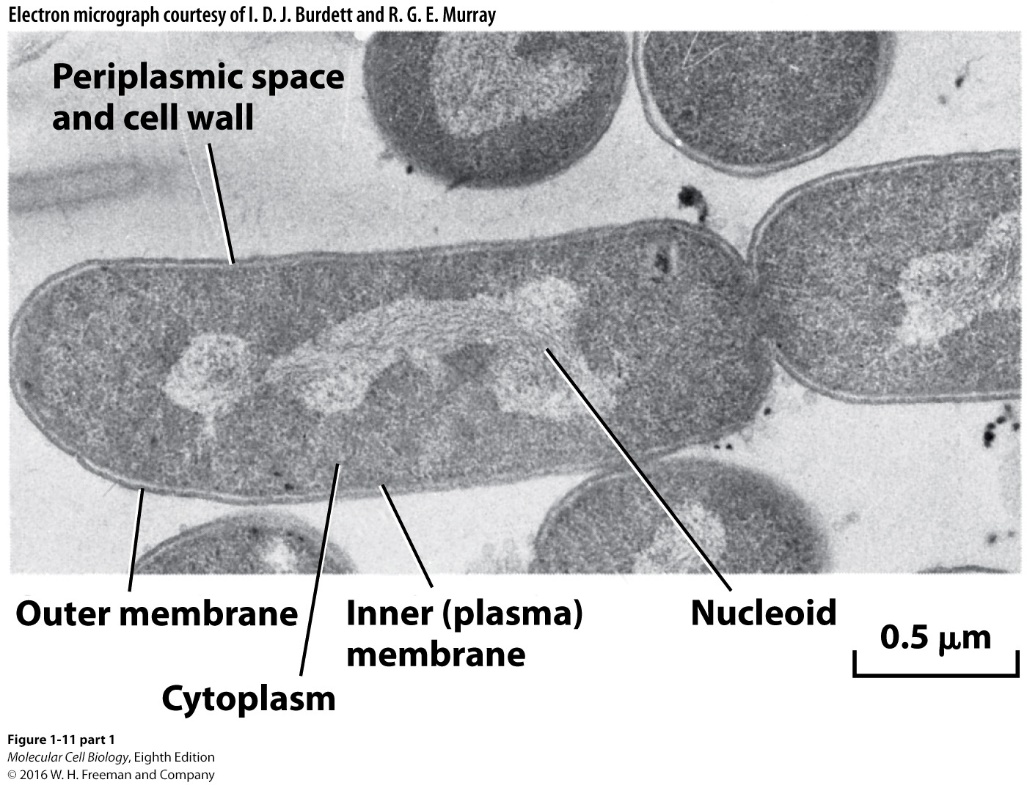 Electron micrograph courtesy of I. D. J. Burdett and R. G. E. Murray
Periplasmic space
and cell wall
Outer membrane
Inner (plasma)
membrane
Nucleoid
0.5 μm
Cytoplasm
Figure 1-11 part 1
Molecular Cell Biology, Eighth Edition
© 2016 W. H. Freeman and Company